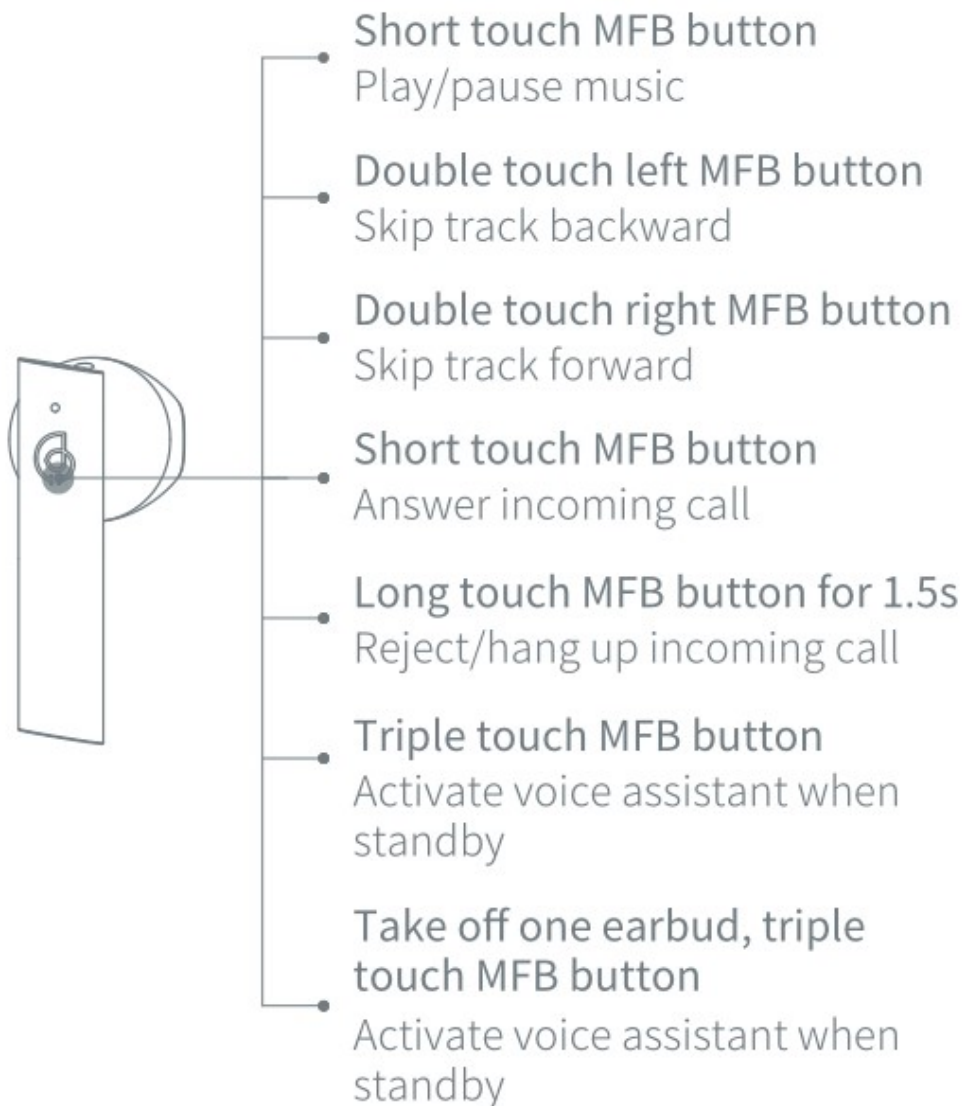 Short touch MFB button
Play/pause music
Double touch left MFB button
Skip track backward
Double touch right MFB button
Skip track forward
Short touch MFB button
Answer incoming call
Long touch MFB button for 1.5s
Reject/hang up incoming call
Triple touch MFB button
Activate voice assistant when
standby
Take off one earbud, triple
touch MFB button
Activate voice assistant when
standby